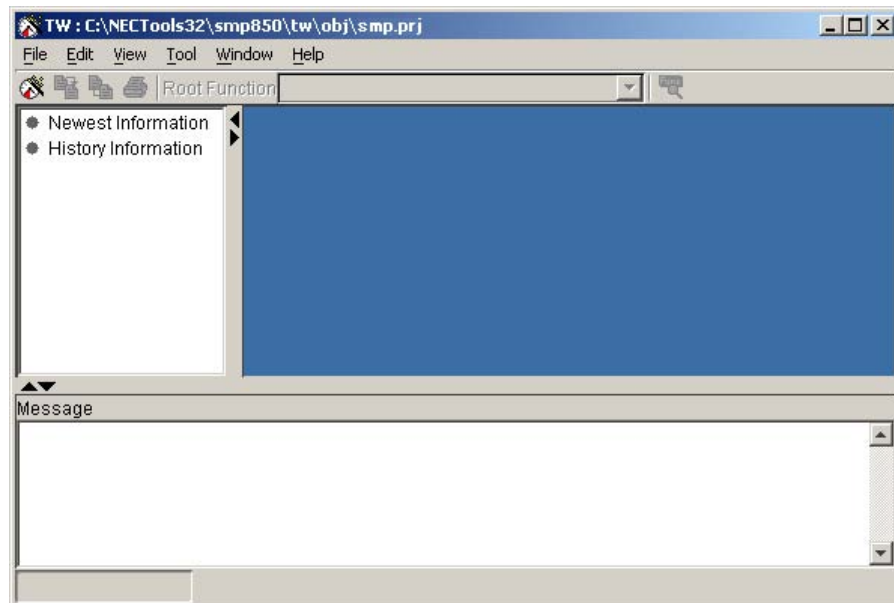 TW : C:\NECTools32\smp850\tw\obj\smp.prj
File Edit View Tool Window Help
Root Function
Newest Information
History Information
Message